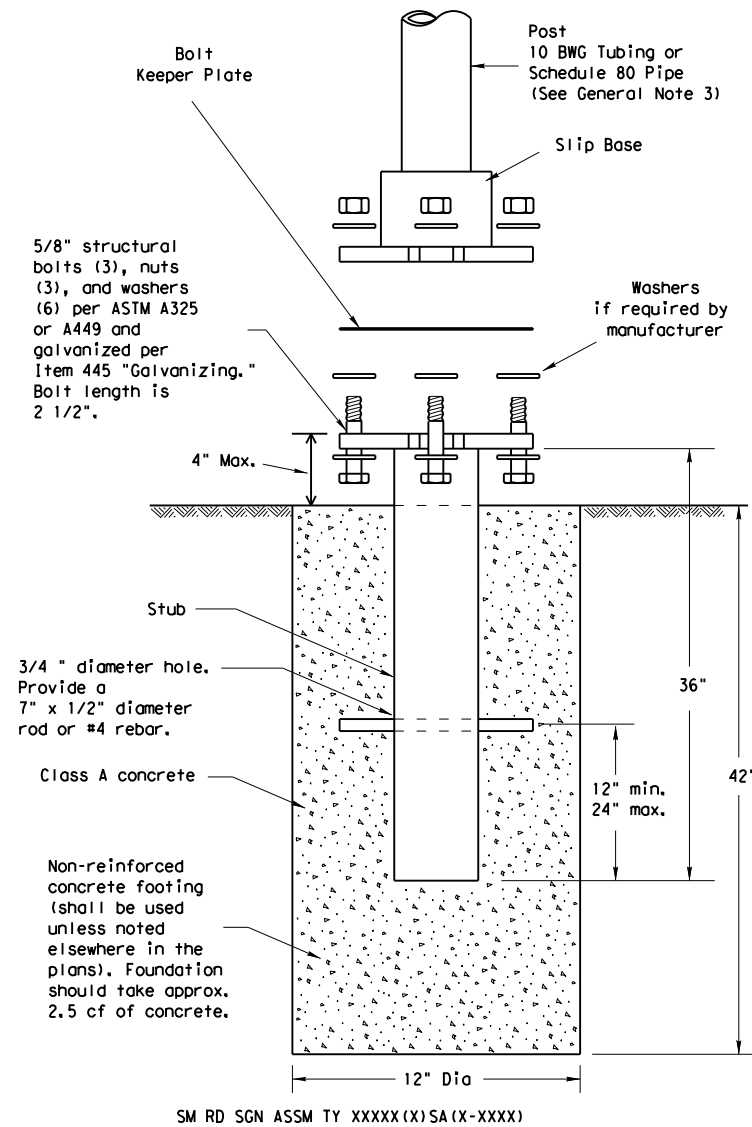 Post
10 BWG Tubing or
Schedule 80 Pipe
(See General Note 3)
Bolt
Keeper Plate
Slip Base
5/8" structural
bolts (3), nuts
(3), and washers
(6) per ASTM A325
or A449 and
galvanized per
Item 445 "Galvanizing."
Bolt length is
2 1/2".
Washers
if required by
manufacturer
4" Max.
Stub
3/4 " diameter hole.
Provide a
7" x 1/2" diameter
rod or #4 rebar.
36"
Class A concrete
12" min.
24" max.
42"
Non-reinforced
concrete footing
(shall be used
unless noted
elsewhere in the
plans). Foundation
should take approx.
2.5 cf of concrete.
12" Dia
SM RD SGN ASSM TY XXXXX(X)SA(X-XXXX)